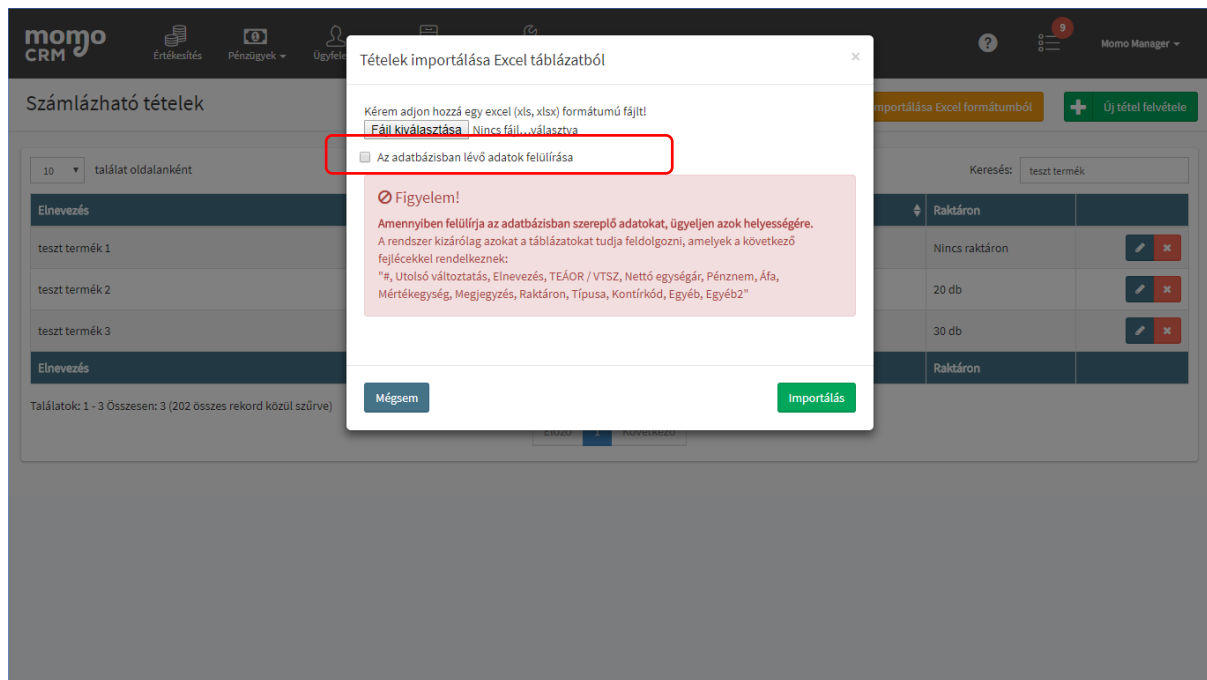 momo
CRM
Értékesítés
Pénzügyek
Ügyfele
9
Momo Manager
Számlázható tételek
importálása Excel formátumból
Új tétel felvétele
Tételek importálása Excel táblázatból
×
Kérem adjon hozzá egy excel (xls, xlsx) formátumú fájlt!
Fájl kiválasztása Nincs fájl…választva
Az adatbázisban lévő adatok felülírása
10 találat oldalanként
Keresés: teszt termék
Figyelem!
Amennyiben felülírja az adatbázisban szereplő adatokat, ügyeljen azok helyességére.
A rendszer kizárólag azokat a táblázatokat tudja feldolgozni, amelyek a következő
fejlécekkel rendelkeznek:
"#, Utolsó változtatás, Elnevezés, TEÁOR / VTSZ, Nettó egységár, Pénznem, Áfa,
Mértékegység, Megjegyzés, Raktáron, Típusa, Kontírkód, Egyéb, Egyéb2"
Elnevezés
Raktáron
teszt termék 1
Nincs raktáron
teszt termék 2
20 db
teszt termék 3
30 db
Elnevezés
Raktáron
Mégsem
Importálás
Találatok: 1 - 3 Összesen: 3 (202 összes rekord közül szűrve)
Előző 1 Következő